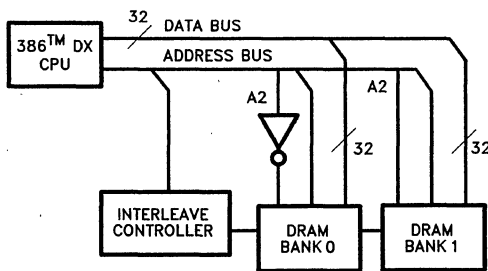 32
DATA BUS
386™ DX
CPU
ADDRESS BUS
A2
A2
32
32
INTERLEAVE
CONTROLLER
DRAM
BANK 0
DRAM
BANK 1